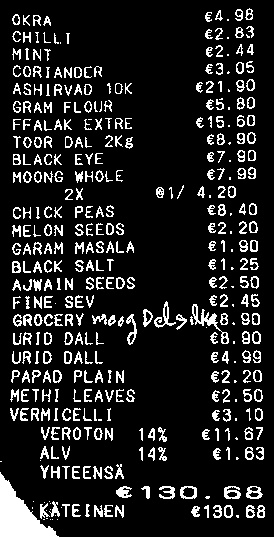 OKRA €4.98
CHILLI €2.83
MINT €2.44
CORIANDER €3.05
ASHIRVAD 10K €21.90
GRAM FLOUR €5.80
FFALAK EXTRE €15.60
TOOR DAL 2Kg €8.90
BLACK EYE €7.90
MOONG WHOLE €7.99
2X @1/ 4.20
CHICK PEAS €8.40
MELON SEEDS €2.20
GARAM MASALA €1.90
BLACK SALT €1.25
AJWAIN SEEDS €2.50
FINE SEV €2.45
GROCERY moog Dal €8.90
URID DALL €8.90
URID DALL €4.99
PAPAD PLAIN €2.20
METHI LEAVES €2.50
VERMICELLI €3.10
VEROTON 14% €11.67
ALV 14% €1.63
YHTEENSÄ
€130.68
KÄTEINEN €130.68